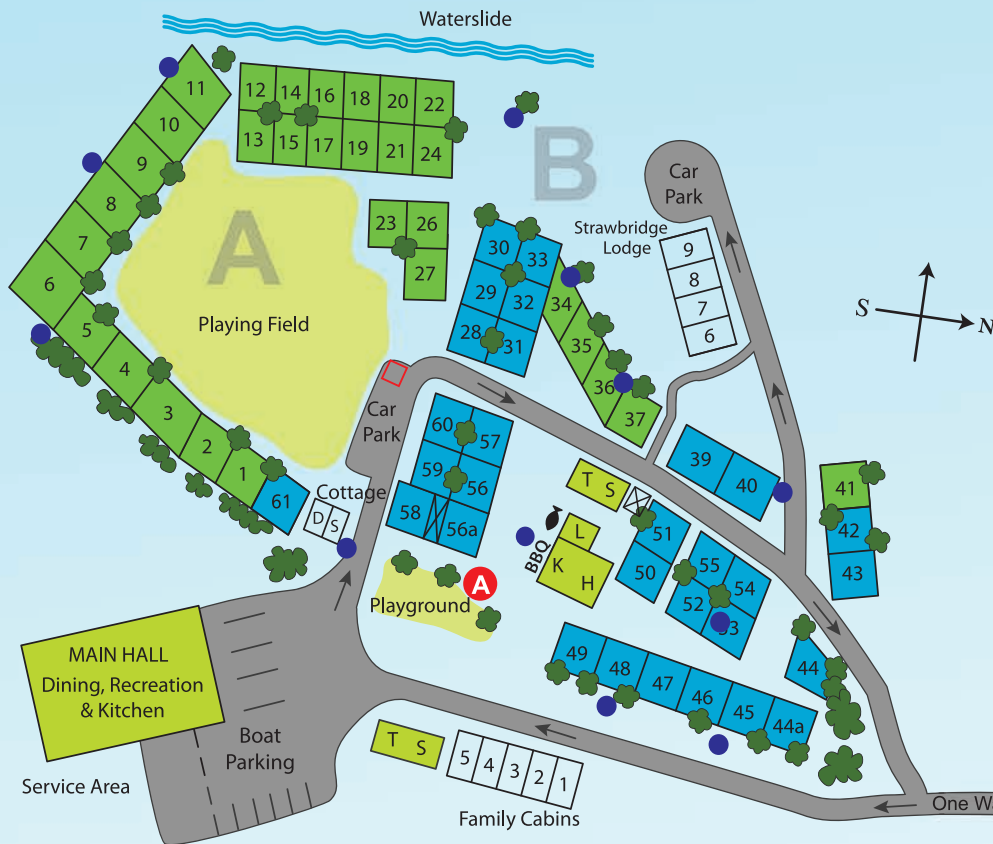 Waterslide
11
10
9
8
7
6
5
4
3
2
1
61
12 14 16 18 20 22
13 15 17 19 21 24
A
Playing Field
B
23 26
27
30 33
29 32
28 31
34
35
36
37
Strawbridge
Lodge
9
8
7
6
Car
Park
S
N
Car
Park
Cottage
D S
60 57
59 56
58 56a
T S
L
K H
BBQ
39 40
41
42
43
51
50
55 54
52 53
44
A
Playground
49 48 47 46 45 44a
MAIN HALL
Dining, Recreation
& Kitchen
Boat
Parking
Service Area
T S
5 4 3 2 1
Family Cabins
One Wa